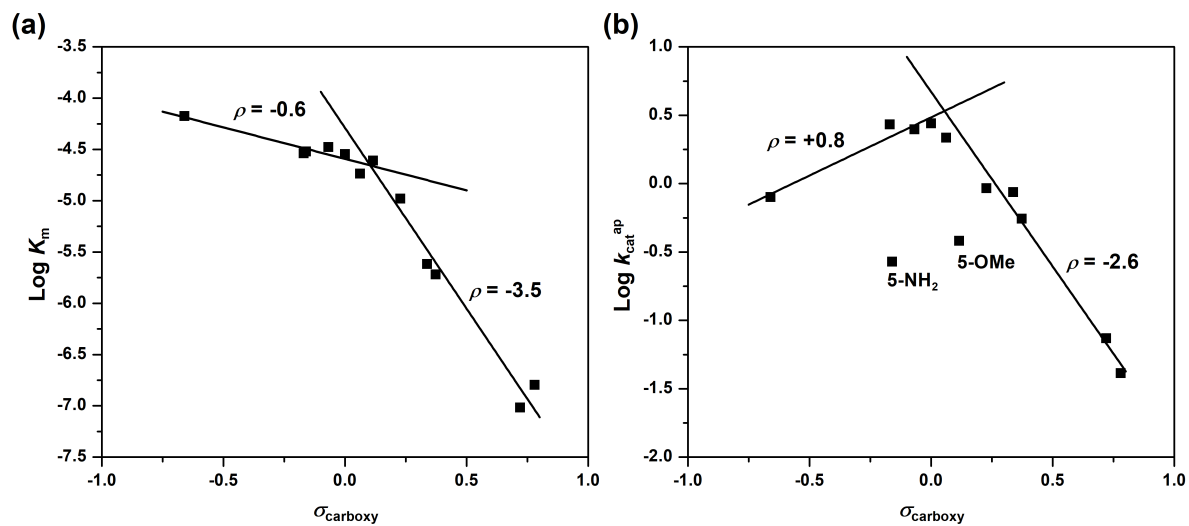 (a)
-3.5
-4.0
-4.5
-5.0
-5.5
-6.0
-6.5
-7.0
-7.5
Log Km
ρ = -0.6
ρ = -3.5
-1.0 -0.5 0.0 0.5 1.0
σcarboxy
(b)
1.0
0.5
0.0
-0.5
-1.0
-1.5
-2.0
Log kcat^ap
ρ = +0.8
5-OMe
5-NH₂
ρ = -2.6
-1.0 -0.5 0.0 0.5 1.0
σcarboxy